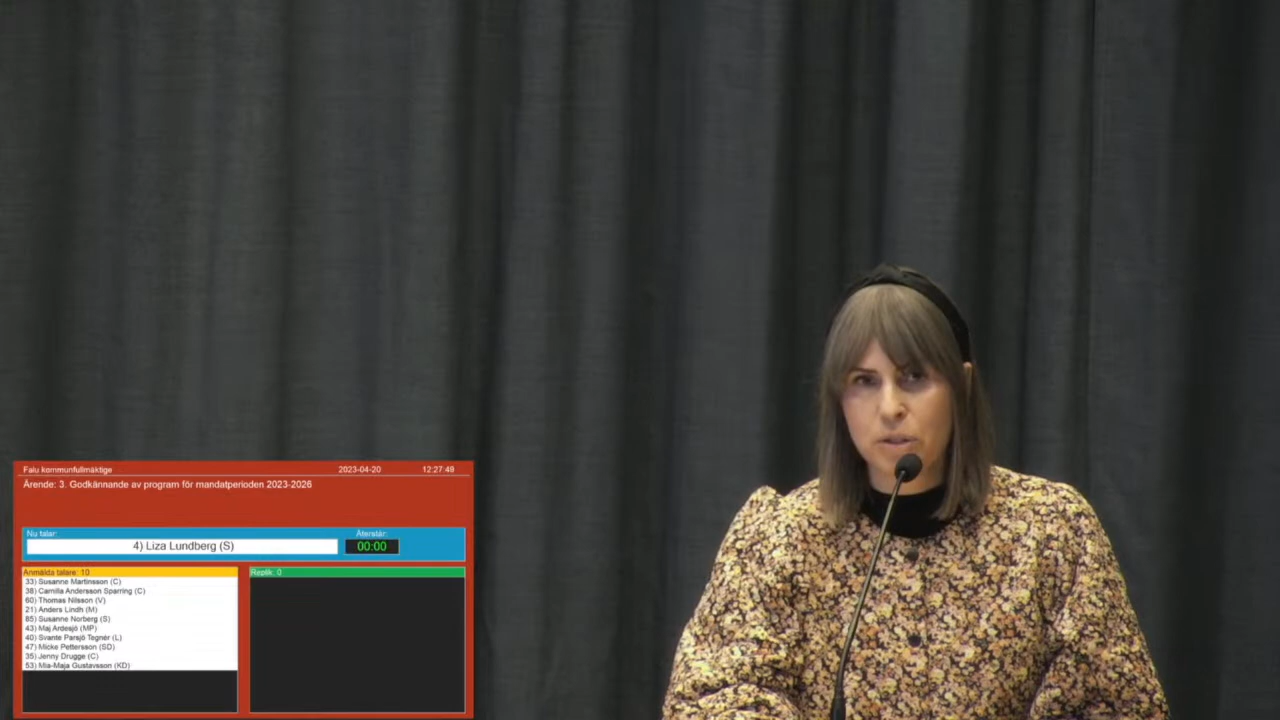 Falu kommunfullmäktige 2023-04-20 12:27:49
Ärende: 3. Godkännande av program för mandatperioden 2023-2026
Nu talar: Återstår:
4) Liza Lundberg (S) 00:00
Anmälda talare: 10 Replik: 0
33) Susanne Martinsson (C)
38) Camilla Andersson Sparring (C)
60) Thomas Nilsson (V)
21) Anders Lindh (M)
85) Susanne Norberg (S)
43) Maj Ardesjö (MP)
40) Svante Parsjö Tegnér (L)
47) Micke Pettersson (SD)
35) Jenny Drugge (C)
53) Mia-Maja Gustavsson (KD)